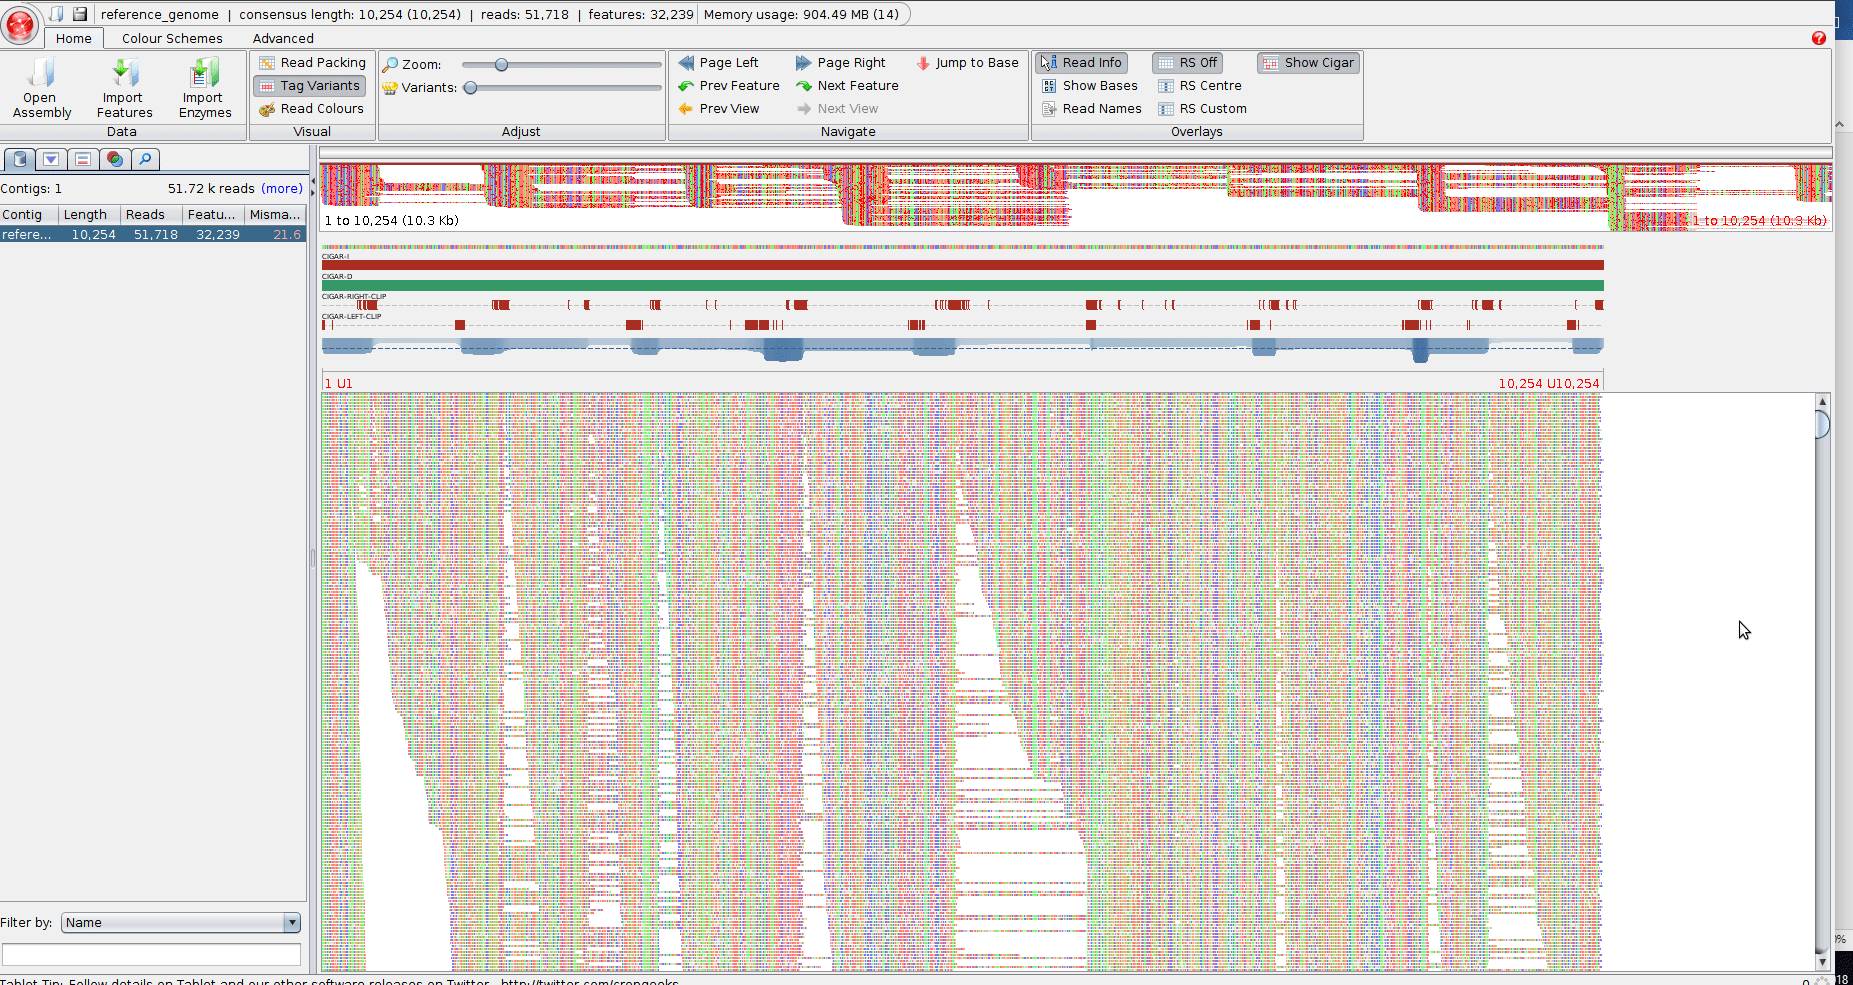 reference_genome | consensus length: 10,254 (10,254) | reads: 51,718 | features: 32,239 Memory usage: 904.49 MB (14)
Home Colour Schemes Advanced
Open Assembly
Import Features
Import Enzymes
Data
Read Packing
Tag Variants
Read Colours
Visual
Zoom:
Variants:
Adjust
Page Left Page Right Jump to Base
Prev Feature Next Feature
Prev View Next View
Navigate
Read Info RS Off Show Cigar
Show Bases RS Centre
Read Names RS Custom
Overlays
Contigs: 1 51.72 k reads (more)
Contig Length Reads Featu... Misma...
refere... 10,254 51,718 32,239 21.6
1 to 10,254 (10.3 Kb) 1 to 10,254 (10.3 Kb)
CIGAR-I
CIGAR-D
CIGAR-RIGHT-CLIP
CIGAR-LEFT-CLIP
1 U1 10,254 U10,254
Filter by: Name
Tablet Tip: Follow details on Tablet and our other software releases on Twitter - http://twitter.com/cropgeeks